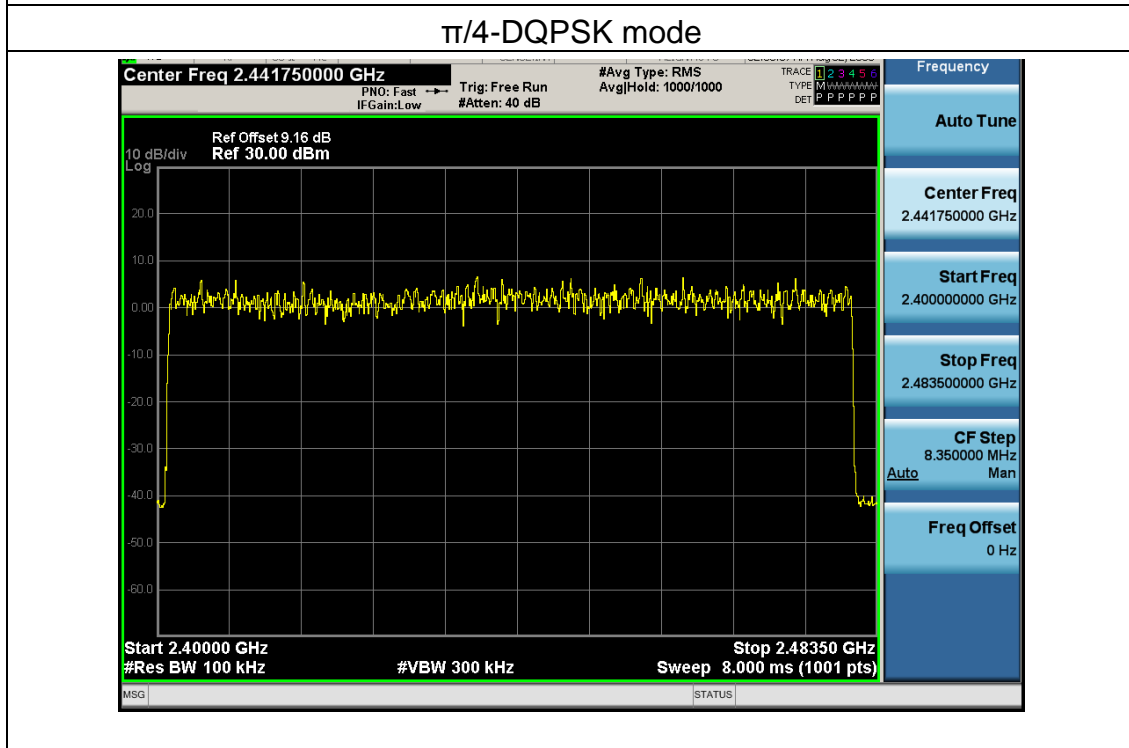 π/4-DQPSK mode
Center Freq 2.441750000 GHz
PNO: Fast
IFGain:Low
Trig: Free Run
#Atten: 40 dB
#Avg Type: RMS
Avg|Hold: 1000/1000
TRACE 1 2 3 4 5 6
TYPE M
DET P P P P P P
Frequency
Auto Tune
Center Freq
2.441750000 GHz
Start Freq
2.400000000 GHz
Stop Freq
2.483500000 GHz
CF Step
8.350000 MHz
Auto Man
Freq Offset
0 Hz
Ref Offset 9.16 dB
10 dB/div Ref 30.00 dBm
Log
20.0
10.0
0.00
-10.0
-20.0
-30.0
-40.0
-50.0
-60.0
Start 2.40000 GHz Stop 2.48350 GHz
#Res BW 100 kHz #VBW 300 kHz Sweep 8.000 ms (1001 pts)
MSG STATUS